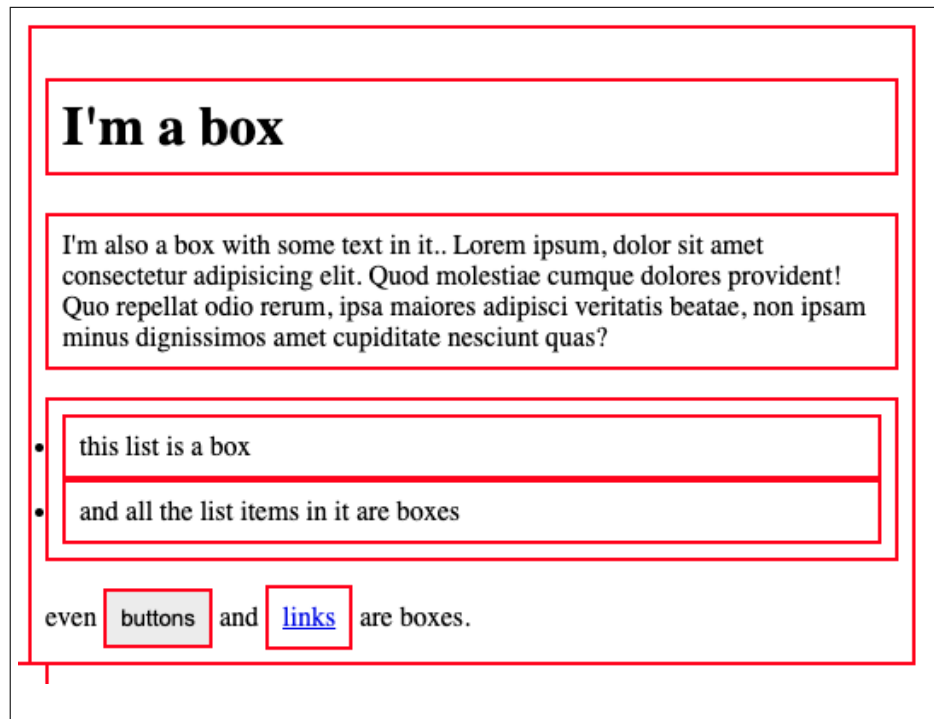 I'm a box
I'm also a box with some text in it.. Lorem ipsum, dolor sit amet
consectetur adipisicing elit. Quod molestiae cumque dolores provident!
Quo repellat odio rerum, ipsa maiores adipisci veritatis beatae, non ipsam
minus dignissimos amet cupiditate nesciunt quas?
this list is a box
and all the list items in it are boxes
even buttons and links are boxes.